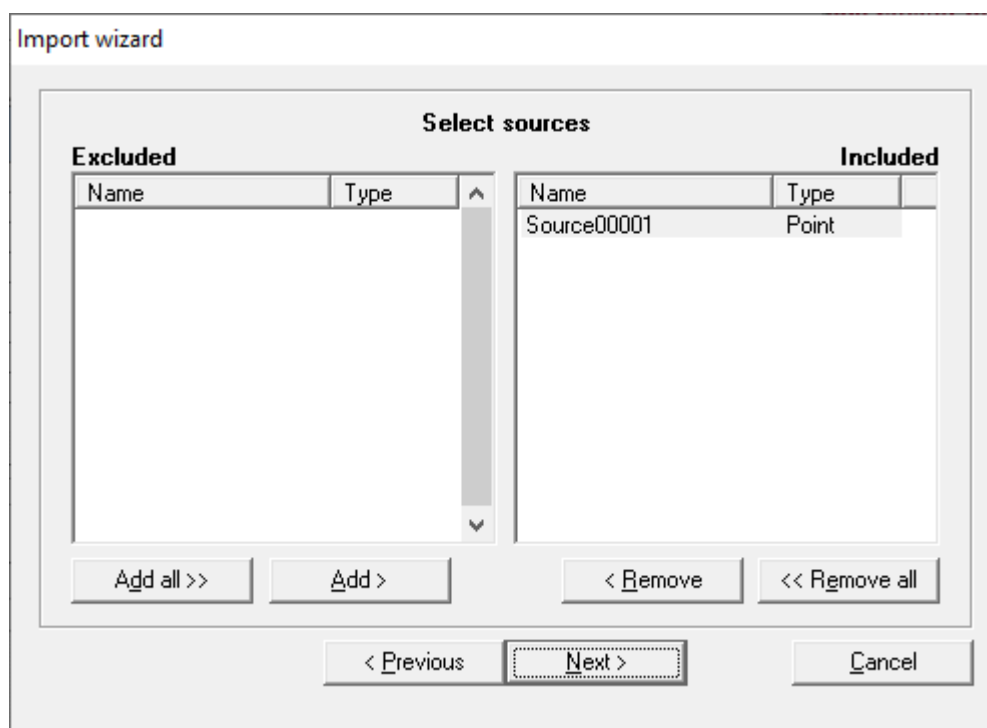 Import wizard
Select sources
Excluded
Included
Name Type
Name Type
Source00001 Point
Add all >>
Add >
< Remove
<< Remove all
< Previous
Next >
Cancel